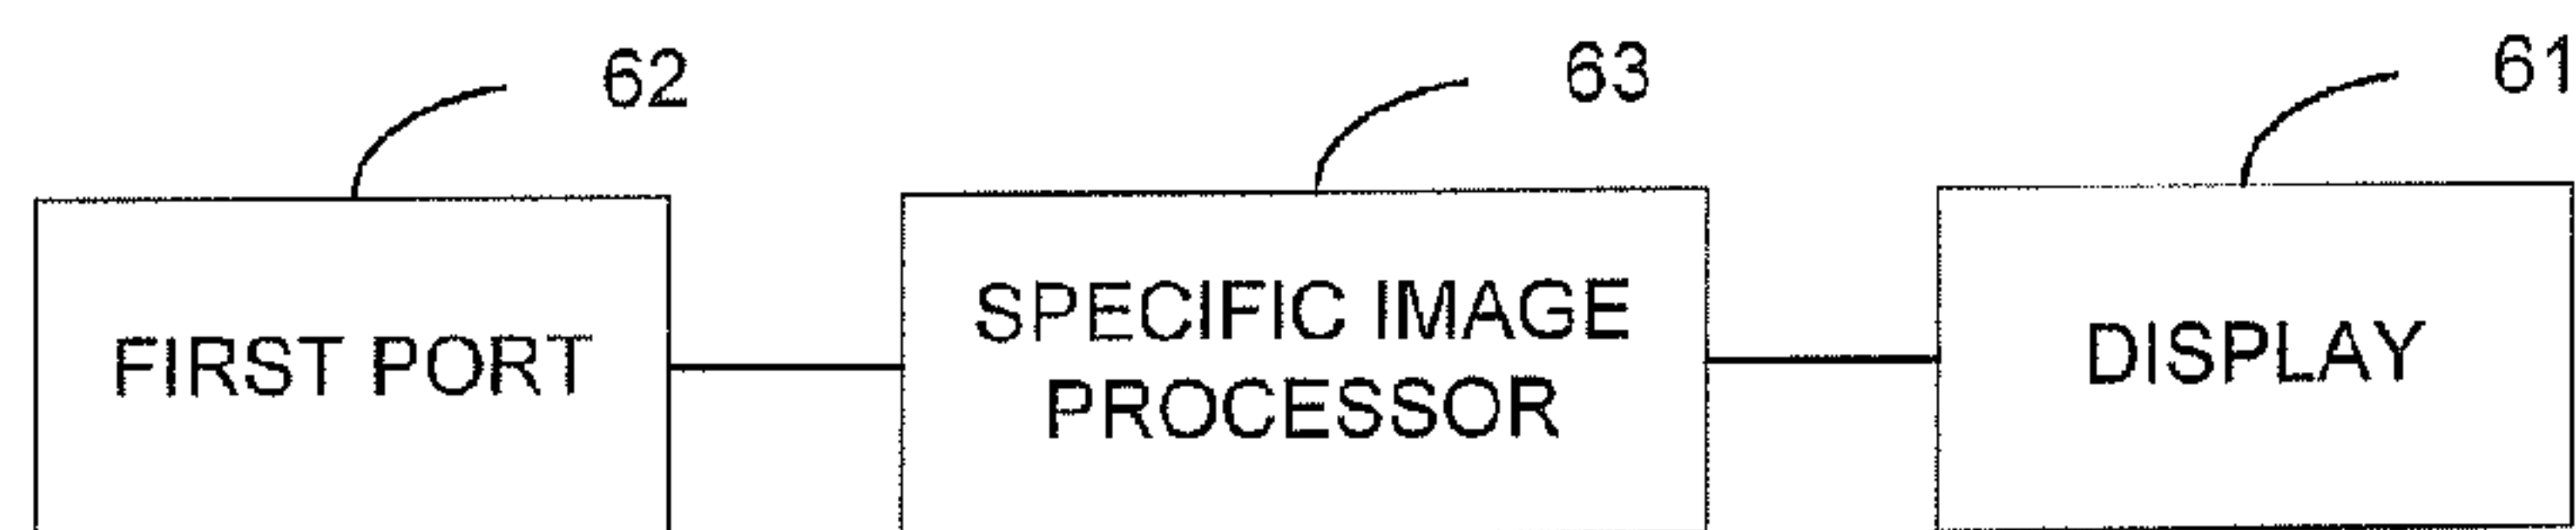 62
63
61
FIRST PORT
SPECIFIC IMAGE
PROCESSOR
DISPLAY